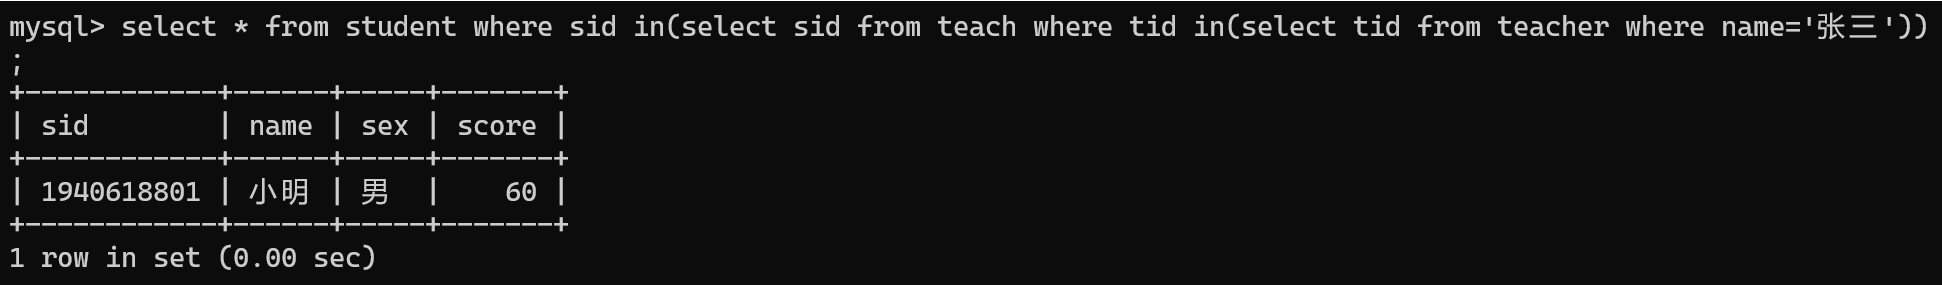 mysql> select * from student where sid in(select sid from teach where tid in(select tid from teacher where name='张三'))
;
+------------+------+-----+-------+
| sid        | name | sex | score |
+------------+------+-----+-------+
| 1940618801 | 小明 | 男  |    60 |
+------------+------+-----+-------+
1 row in set (0.00 sec)